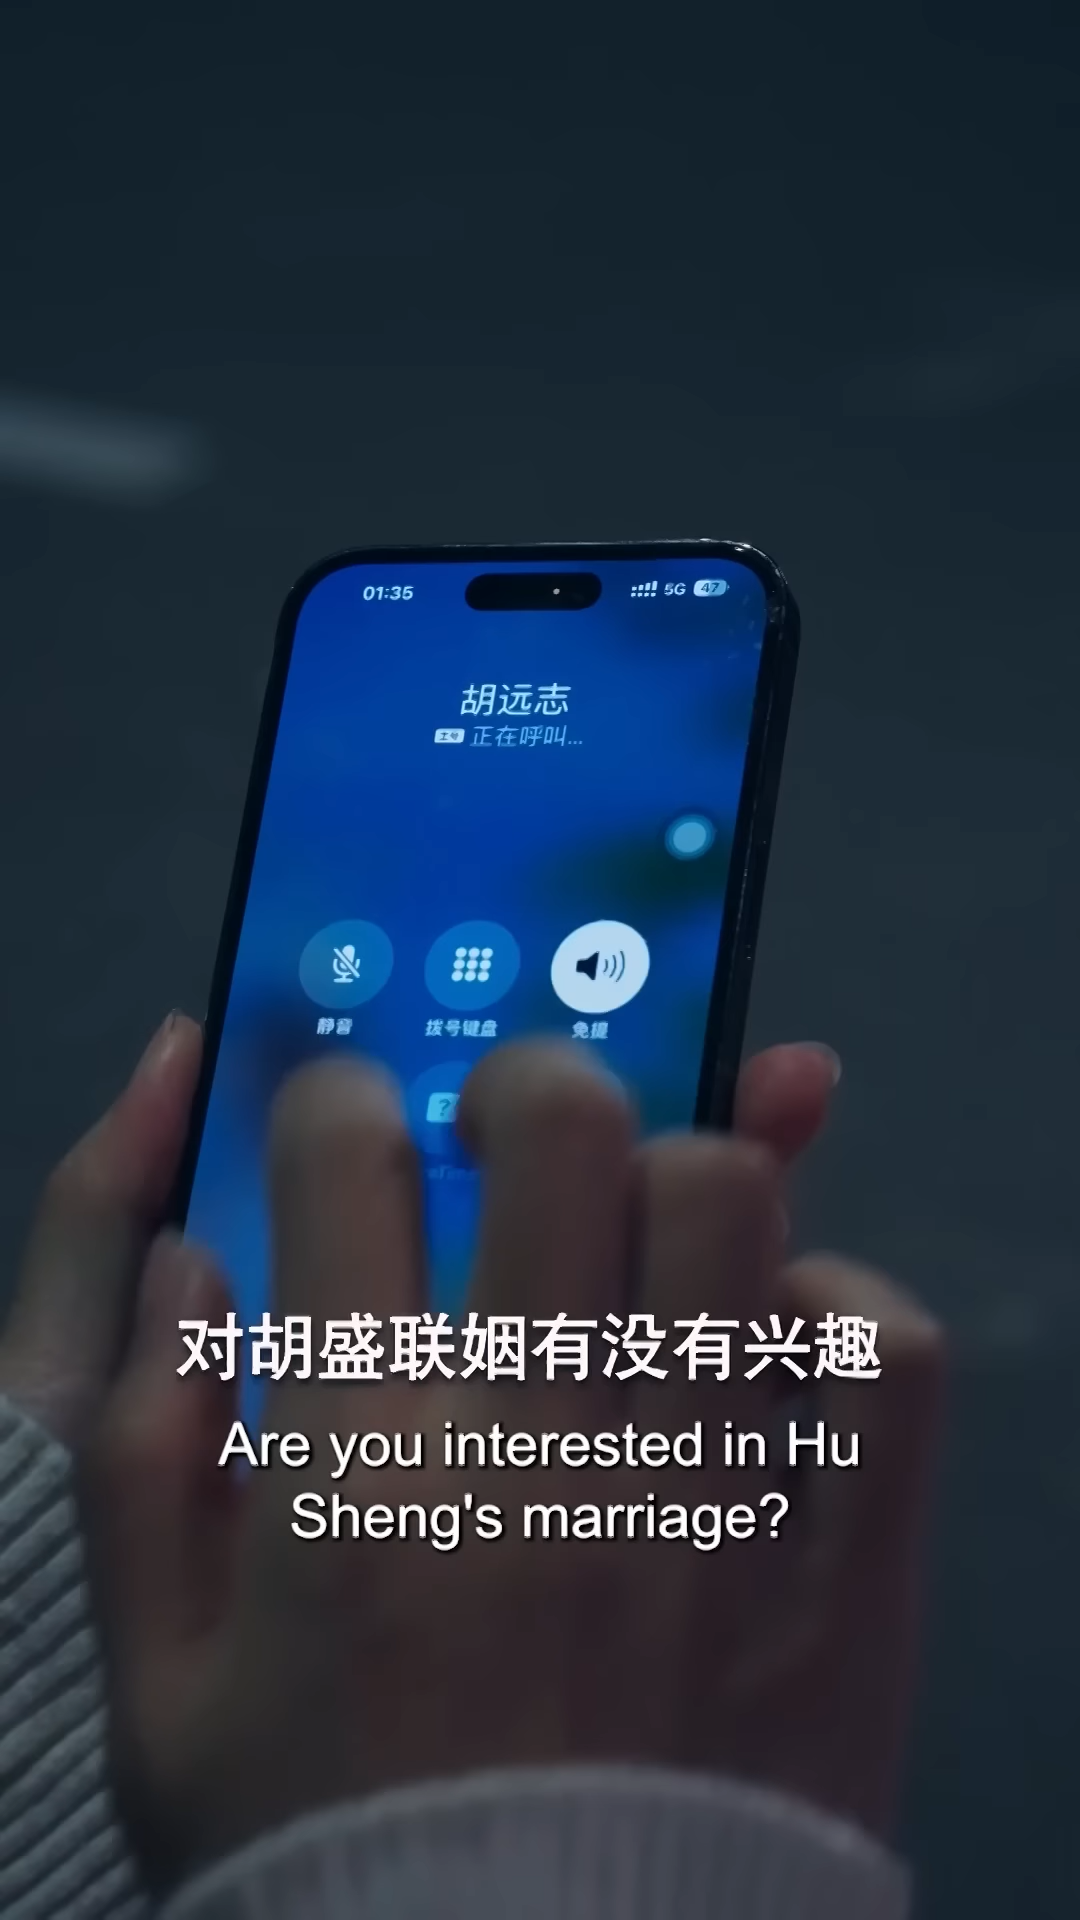 01:35
5G 47
胡远志
正在呼叫...
静音 拨号键盘 免提
对胡盛联姻有没有兴趣
Are you interested in Hu
Sheng's marriage?